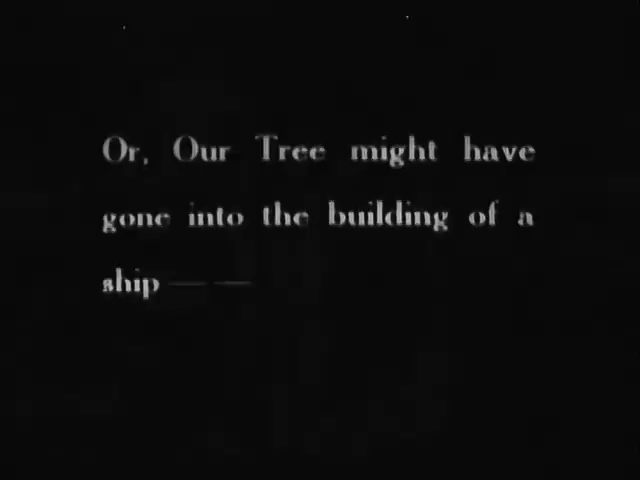 Or, Our Tree might have
gone into the building of a
ship — —